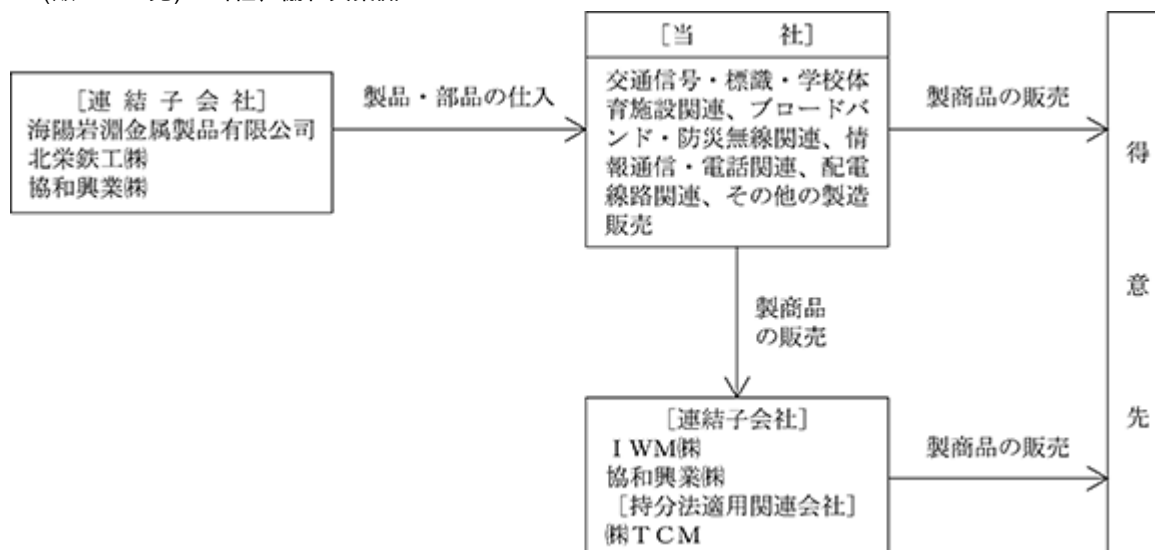 [当 社]
[連 結 子 会 社]
海陽岩淵金属製品有限公司
北栄鉄工㈱
協和興業㈱
製品・部品の仕入
交通信号・標識・学校体
育施設関連、ブロードバ
ンド・防災無線関連、情
報通信・電話関連、配電
線路関連、その他の製造
販売
製商品の販売
製商品
の販売
[連結子会社]
ＩＷＭ㈱
協和興業㈱
[持分法適用関連会社]
㈱ＴＣＭ
製商品の販売
得
意
先